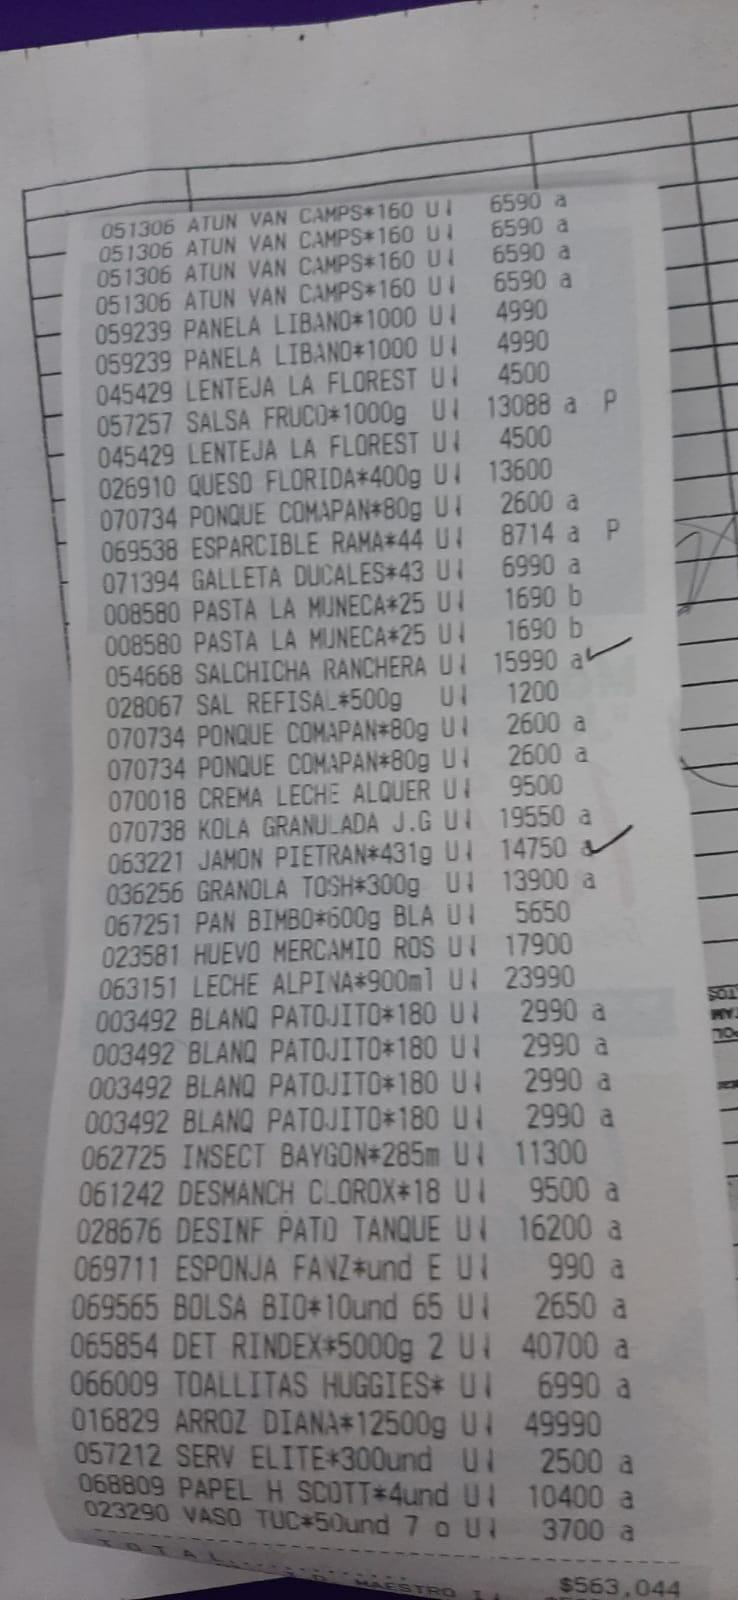 051306 ATUN VAN CAMPS*160 U 6590 a
051306 ATUN VAN CAMPS*160 U 6590 a
051306 ATUN VAN CAMPS*160 U 6590 a
051306 ATUN VAN CAMPS*160 U 6590 a
059239 PANELA LIBANO*1000 U 4990
059239 PANELA LIBANO*1000 U 4990
045429 LENTEJA LA FLOREST U 4500
057257 SALSA FRUCO*1000g U 13088 a P
045429 LENTEJA LA FLOREST U 4500
026910 QUESO FLORIDA*400g U 13600
070734 PONQUE COMAPAN*80g U 2600 a
069538 ESPARCIBLE RAMA*44 U 8714 a P
071394 GALLETA DUCALES*43 U 6990 a
008580 PASTA LA MUNECA*25 U 1690 b
008580 PASTA LA MUNECA*25 U 1690 b
054668 SALCHICHA RANCHERA U 15990 a
028067 SAL REFISAL*500g U 1200
070734 PONQUE COMAPAN*80g U 2600 a
070734 PONQUE COMAPAN*80g U 2600 a
070018 CREMA LECHE ALQUER U 9500
070738 KOLA GRANULADA J.G U 19550 a
063221 JAMON PIETRAN*431g U 14750 a
036256 GRANOLA TOSH*300g U 13900 a
067251 PAN BIMBO*600g BLA U 5650
023581 HUEVO MERCAMIO ROS U 17900
063151 LECHE ALPINA*900ml U 23990
003492 BLANQ PATOJITO*180 U 2990 a
003492 BLANQ PATOJITO*180 U 2990 a
003492 BLANQ PATOJITO*180 U 2990 a
003492 BLANQ PATOJITO*180 U 2990 a
062725 INSECT BAYGON*285m U 11300
061242 DESMANCH CLOROX*18 U 9500 a
028676 DESINF PATO TANQUE U 16200 a
069711 ESPONJA FANZ*und E U 990 a
069565 BOLSA BIO*10und 65 U 2650 a
065854 DET RINDEX*5000g 2 U 40700 a
066009 TOALLITAS HUGGIES* U 6990 a
016829 ARROZ DIANA*12500g U 49990
057212 SERV ELITE*300und U 2500 a
068809 PAPEL H SCOTT*4und U 10400 a
023290 VASO TUC*50und 7 o U 3700 a
TOTAL $563,044
MAESTRO